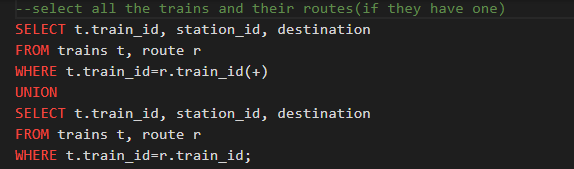 --select all the trains and their routes(if they have one)
SELECT t.train_id, station_id, destination
FROM trains t, route r
WHERE t.train_id=r.train_id(+)
UNION
SELECT t.train_id, station_id, destination
FROM trains t, route r
WHERE t.train_id=r.train_id;